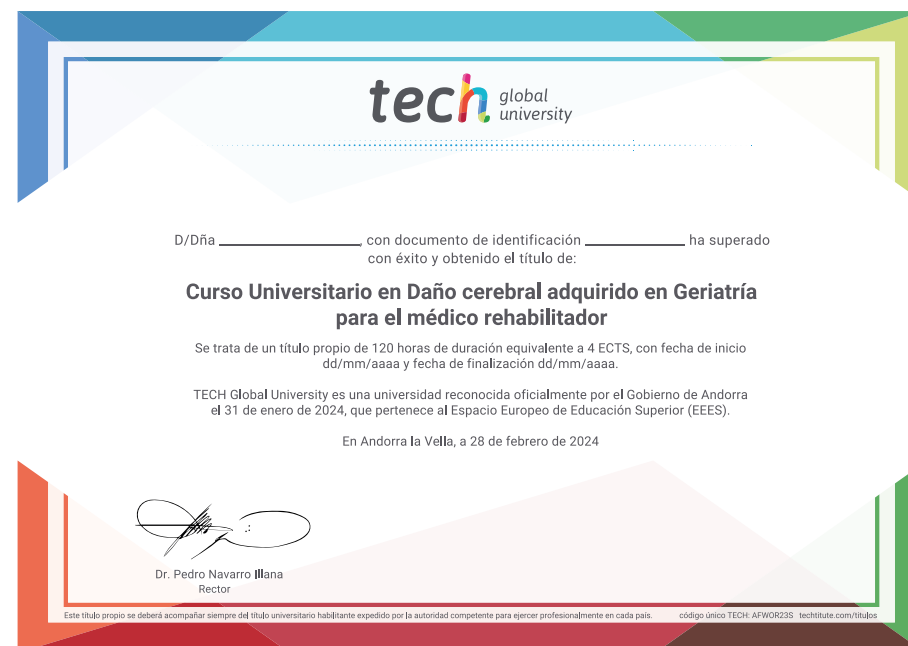 tech global university
D/Dña ____________________, con documento de identificación ______________ ha superado
con éxito y obtenido el título de:
Curso Universitario en Daño cerebral adquirido en Geriatría
para el médico rehabilitador
Se trata de un título propio de 120 horas de duración equivalente a 4 ECTS, con fecha de inicio
dd/mm/aaaa y fecha de finalización dd/mm/aaaa.
TECH Global University es una universidad reconocida oficialmente por el Gobierno de Andorra
el 31 de enero de 2024, que pertenece al Espacio Europeo de Educación Superior (EEES).
En Andorra la Vella, a 28 de febrero de 2024
Dr. Pedro Navarro Illana
Rector
Este título propio se deberá acompañar siempre del título universitario habilitante expedido por la autoridad competente para ejercer profesionalmente en cada país. código único TECH: AFWOR23S techtitute.com/titulos